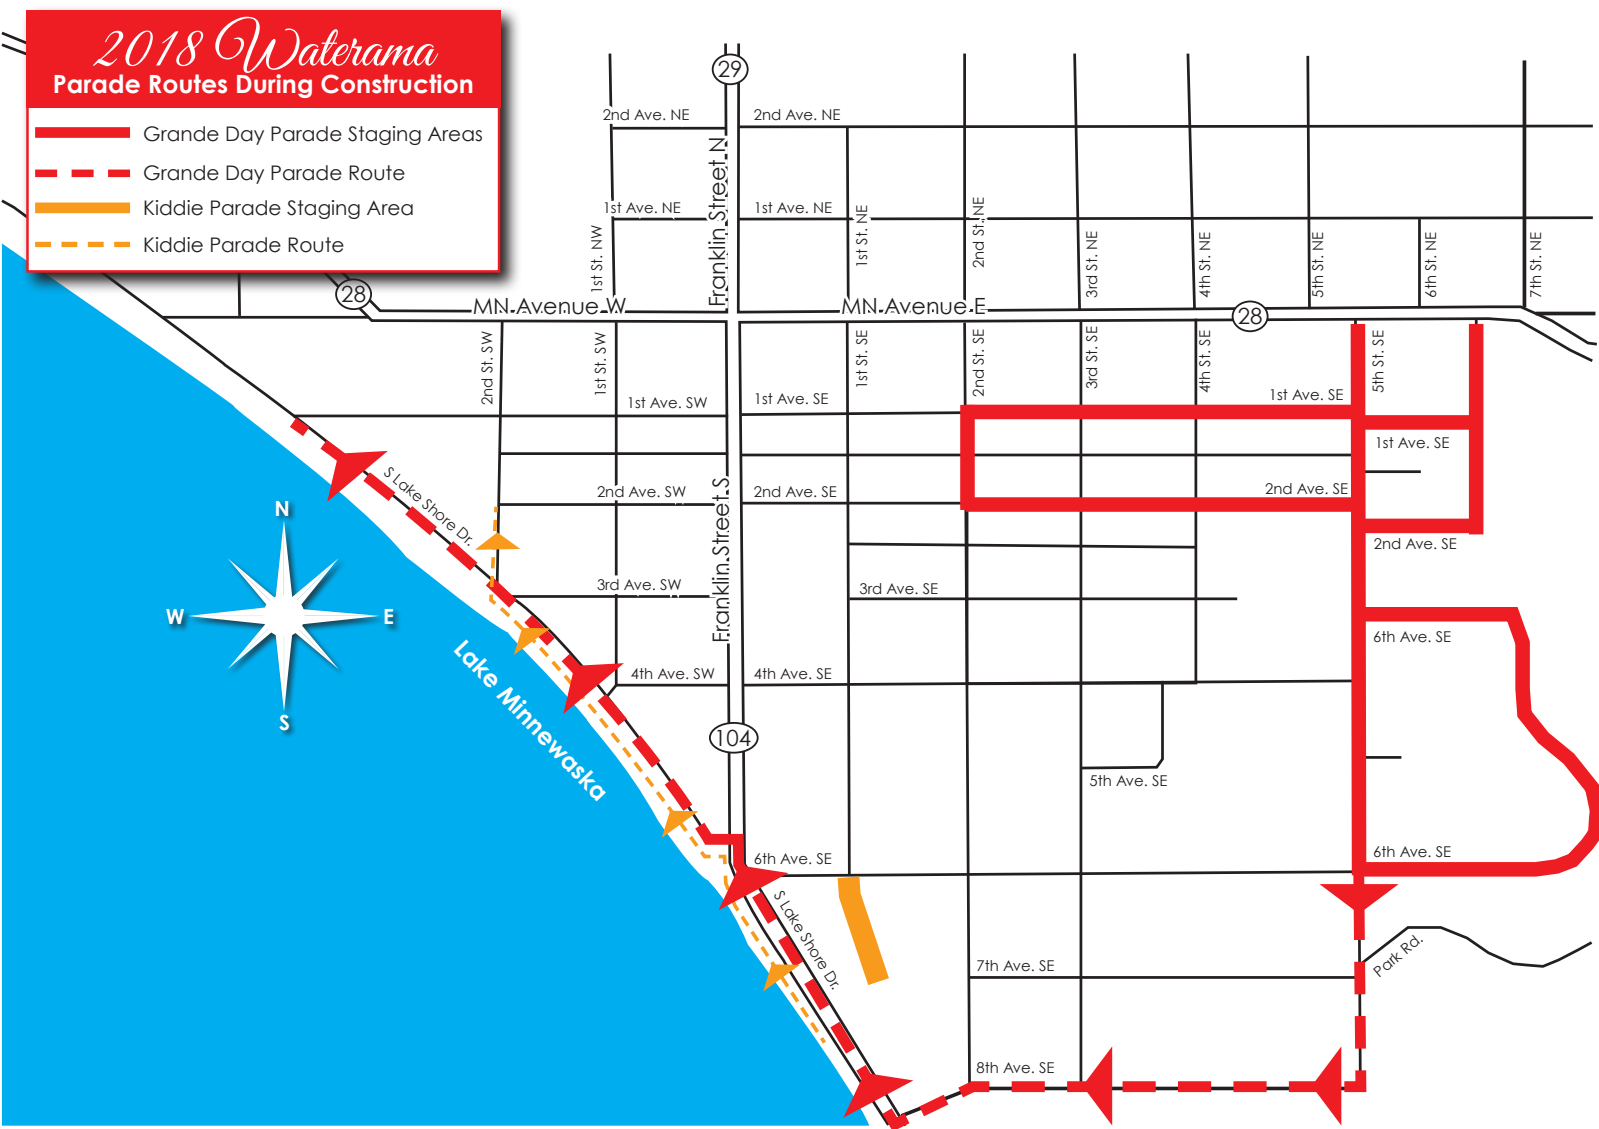 2018 Waterama
Parade Routes During Construction
Grande Day Parade Staging Areas
Grande Day Parade Route
Kiddie Parade Staging Area
Kiddie Parade Route
29
2nd Ave. NE
2nd Ave. NE
Franklin Street N
1st Ave. NE
1st Ave. NE
1st St. NW
1st St. NE
2nd St. NE
3rd St. NE
4th St. NE
5th St. NE
6th St. NE
7th St. NE
28
MN Avenue W
MN Avenue E
28
2nd St. SW
1st St. SW
1st St. SE
2nd St. SE
3rd St. SE
4th St. SE
5th St. SE
1st Ave. SW
1st Ave. SE
1st Ave. SE
1st Ave. SE
S Lake Shore Dr.
2nd Ave. SW
Franklin Street S
2nd Ave. SE
2nd Ave. SE
2nd Ave. SE
N
W
E
S
3rd Ave. SW
3rd Ave. SE
6th Ave. SE
Lake Minnewaska
4th Ave. SW
4th Ave. SE
104
5th Ave. SE
6th Ave. SE
6th Ave. SE
S Lake Shore Dr.
Park Rd.
7th Ave. SE
8th Ave. SE